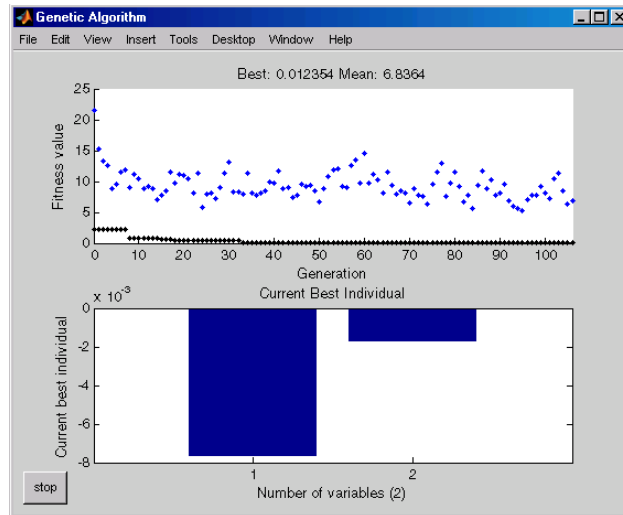 Genetic Algorithm
File Edit View Insert Tools Desktop Window Help
Best: 0.012354 Mean: 6.8364
25
20
15
10
5
0
Fitness value
0 10 20 30 40 50 60 70 80 90 100
Generation
x 10^-3
Current Best Individual
0
-2
-4
-6
-8
Current best individual
1 2
Number of variables (2)
stop